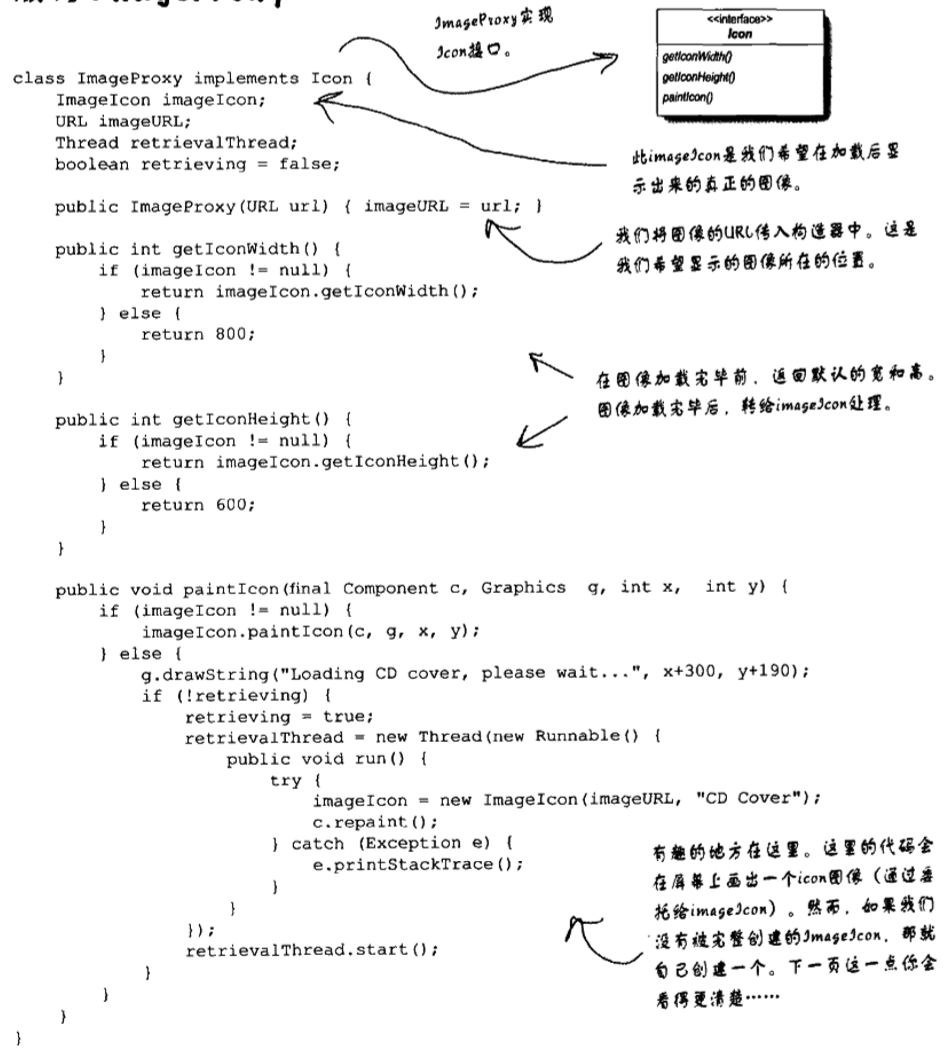 ImageProxy实现
Icon接口。
<<interface>>
Icon
getIconWidth()
getIconHeight()
paintIcon()
class ImageProxy implements Icon {
    ImageIcon imageIcon;
    URL imageURL;
    Thread retrievalThread;
    boolean retrieving = false;
此imageIcon是我们希望在加载后显
示出来的真正的图像。
    public ImageProxy(URL url) { imageURL = url; }
我们将图像的URL传入构造器中。这是
我们希望显示的图像所在的位置。
    public int getIconWidth() {
        if (imageIcon != null) {
            return imageIcon.getIconWidth();
        } else {
            return 800;
        }
    }
在图像加载完毕前，返回默认的宽和高。
图像加载完毕后，转给imageIcon处理。
    public int getIconHeight() {
        if (imageIcon != null) {
            return imageIcon.getIconHeight();
        } else {
            return 600;
        }
    }
    public void paintIcon(final Component c, Graphics  g, int x,  int y) {
        if (imageIcon != null) {
            imageIcon.paintIcon(c, g, x, y);
        } else {
            g.drawString("Loading CD cover, please wait...", x+300, y+190);
            if (!retrieving) {
                retrieving = true;
                retrievalThread = new Thread(new Runnable() {
                    public void run() {
                        try {
                            imageIcon = new ImageIcon(imageURL, "CD Cover");
                            c.repaint();
                        } catch (Exception e) {
                            e.printStackTrace();
                        }
                    }
                });
                retrievalThread.start();
            }
        }
    }
}
有趣的地方在这里。这里的代码会
在屏幕上画出一个icon图像（通过委
托给imageIcon）。然而，如果我们
没有被完整创建的ImageIcon，那就
自己创建一个。下一页这一点你会
看得更清楚……